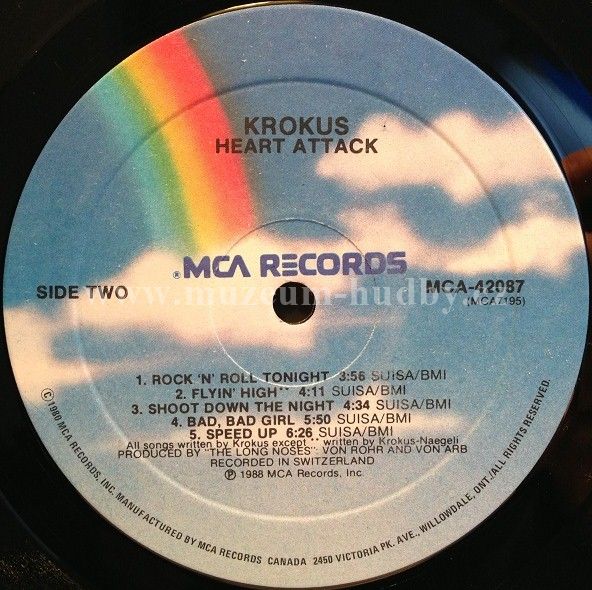 KROKUS
HEART ATTACK
® MCA RECORDS
SIDE TWO
MCA-42087
(MCA7195)
www.muzeum-hudby.
1. ROCK 'N' ROLL TONIGHT 3:56 SUISA/BMI
2. FLYIN' HIGH** 4:11 SUISA/BMI
3. SHOOT DOWN THE NIGHT 4:34 SUISA/BMI
4. BAD, BAD GIRL 5:50 SUISA/BMI
5. SPEED UP 6:26 SUISA/BMI
All songs written by Krokus except ** written by Krokus-Naegeli
PRODUCED BY "THE LONG NOSES" VON ROHR AND VON ARB
RECORDED IN SWITZERLAND
℗ 1988 MCA Records, Inc.
© 1980 MCA RECORDS, INC. MANUFACTURED BY MCA RECORDS CANADA 2450 VICTORIA PK. AVE., WILLOWDALE, ONT./ALL RIGHTS RESERVED.